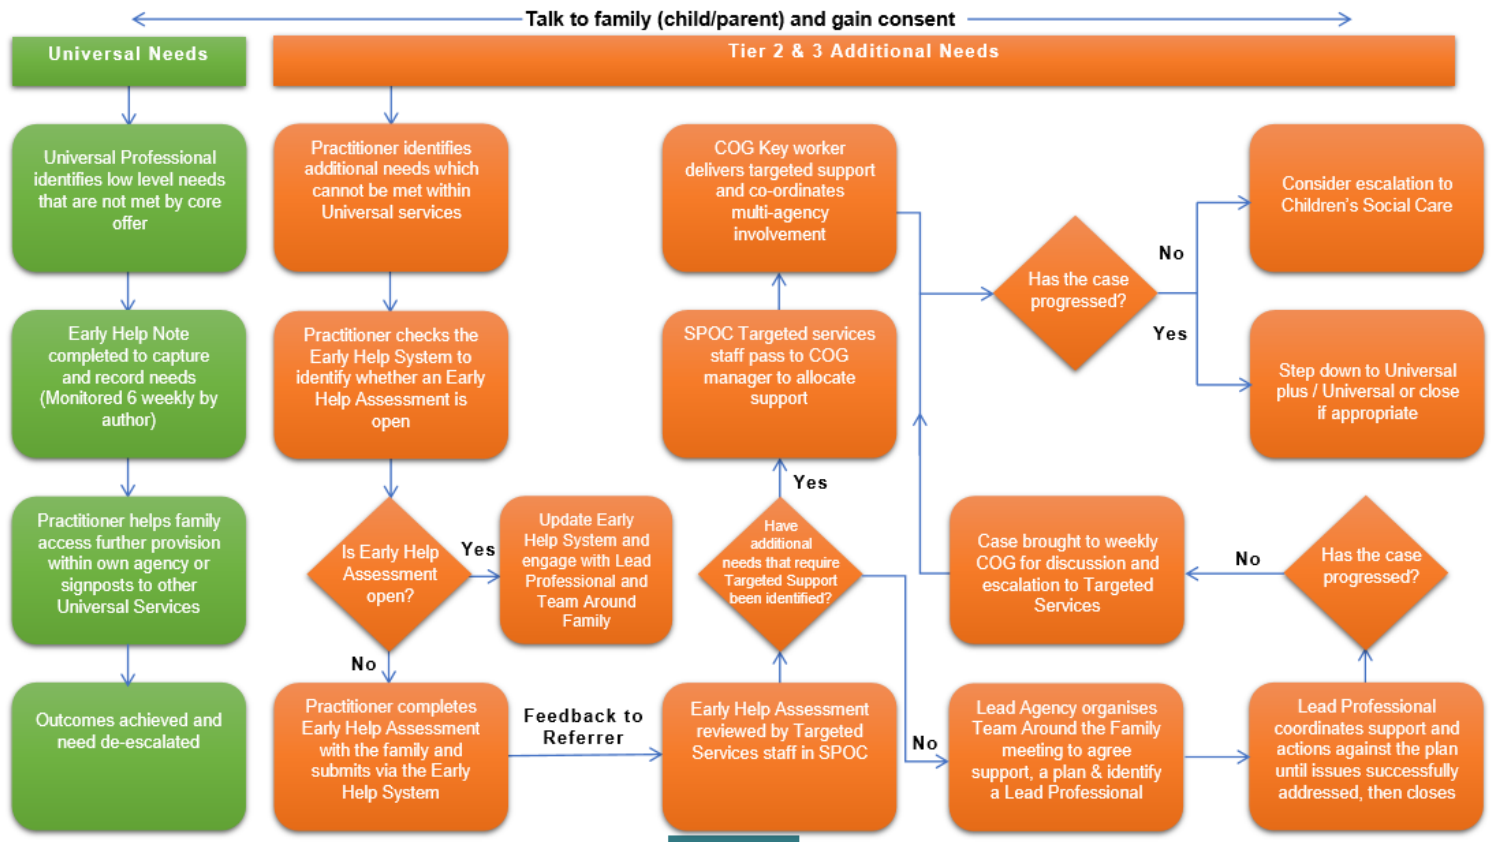 Talk to family (child/parent) and gain consent
Universal Needs
Tier 2 & 3 Additional Needs
Universal Professional
identifies low level needs
that are not met by core
offer
Early Help Note
completed to capture
and record needs
(Monitored 6 weekly by
author)
Practitioner helps family
access further provision
within own agency or
signposts to other
Universal Services
Outcomes achieved and
need de-escalated
Practitioner identifies
additional needs which
cannot be met within
Universal services
Practitioner checks the
Early Help System to
identify whether an Early
Help Assessment is
open
Is Early Help
Assessment
open?
Yes
Update Early
Help System and
engage with Lead
Professional and
Team Around
Family
No
Practitioner completes
Early Help Assessment
with the family and
submits via the Early
Help System
Feedback to
Referrer
Early Help Assessment
reviewed by Targeted
Services staff in SPOC
Have
additional
needs that require
Targeted Support
been identified?
Yes
SPOC Targeted services
staff pass to COG
manager to allocate
support
COG Key worker
delivers targeted support
and co-ordinates
multi-agency
involvement
No
Lead Agency organises
Team Around the Family
meeting to agree
support, a plan & identify
a Lead Professional
Lead Professional
coordinates support and
actions against the plan
until issues successfully
addressed, then closes
Has the case
progressed?
No
Case brought to weekly
COG for discussion and
escalation to Targeted
Services
Has the case
progressed?
No
Consider escalation to
Children's Social Care
Yes
Step down to Universal
plus / Universal or close
if appropriate